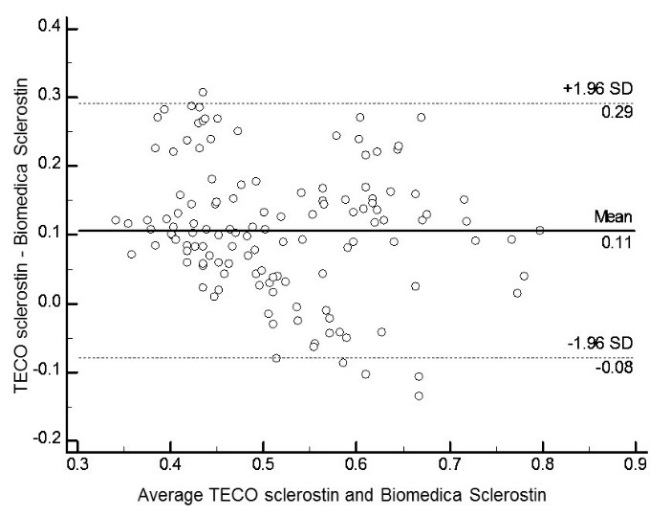 0.4
0.3
0.2
0.1
0.0
-0.1
-0.2
TECO sclerostin - Biomedica Sclerostin
+1.96 SD
0.29
Mean
0.11
-1.96 SD
-0.08
0.3 0.4 0.5 0.6 0.7 0.8 0.9
Average TECO sclerostin and Biomedica Sclerostin